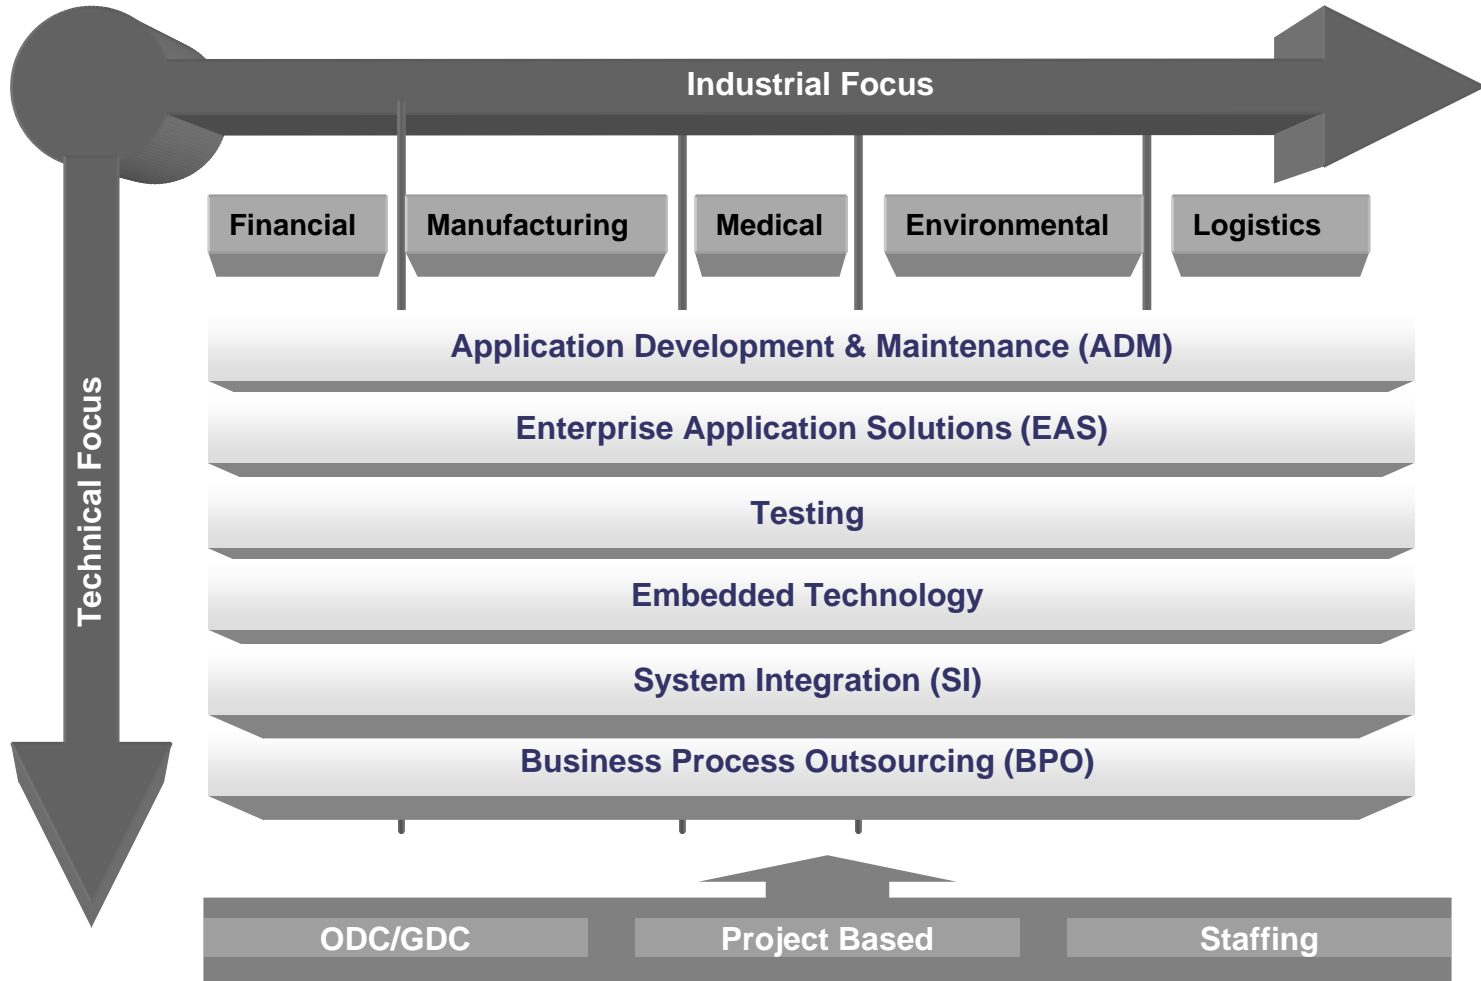 Industrial Focus
Financial
Manufacturing
Medical
Environmental
Logistics
Technical Focus
Application Development & Maintenance (ADM)
Enterprise Application Solutions (EAS)
Testing
Embedded Technology
System Integration (SI)
Business Process Outsourcing (BPO)
ODC/GDC
Project Based
Staffing